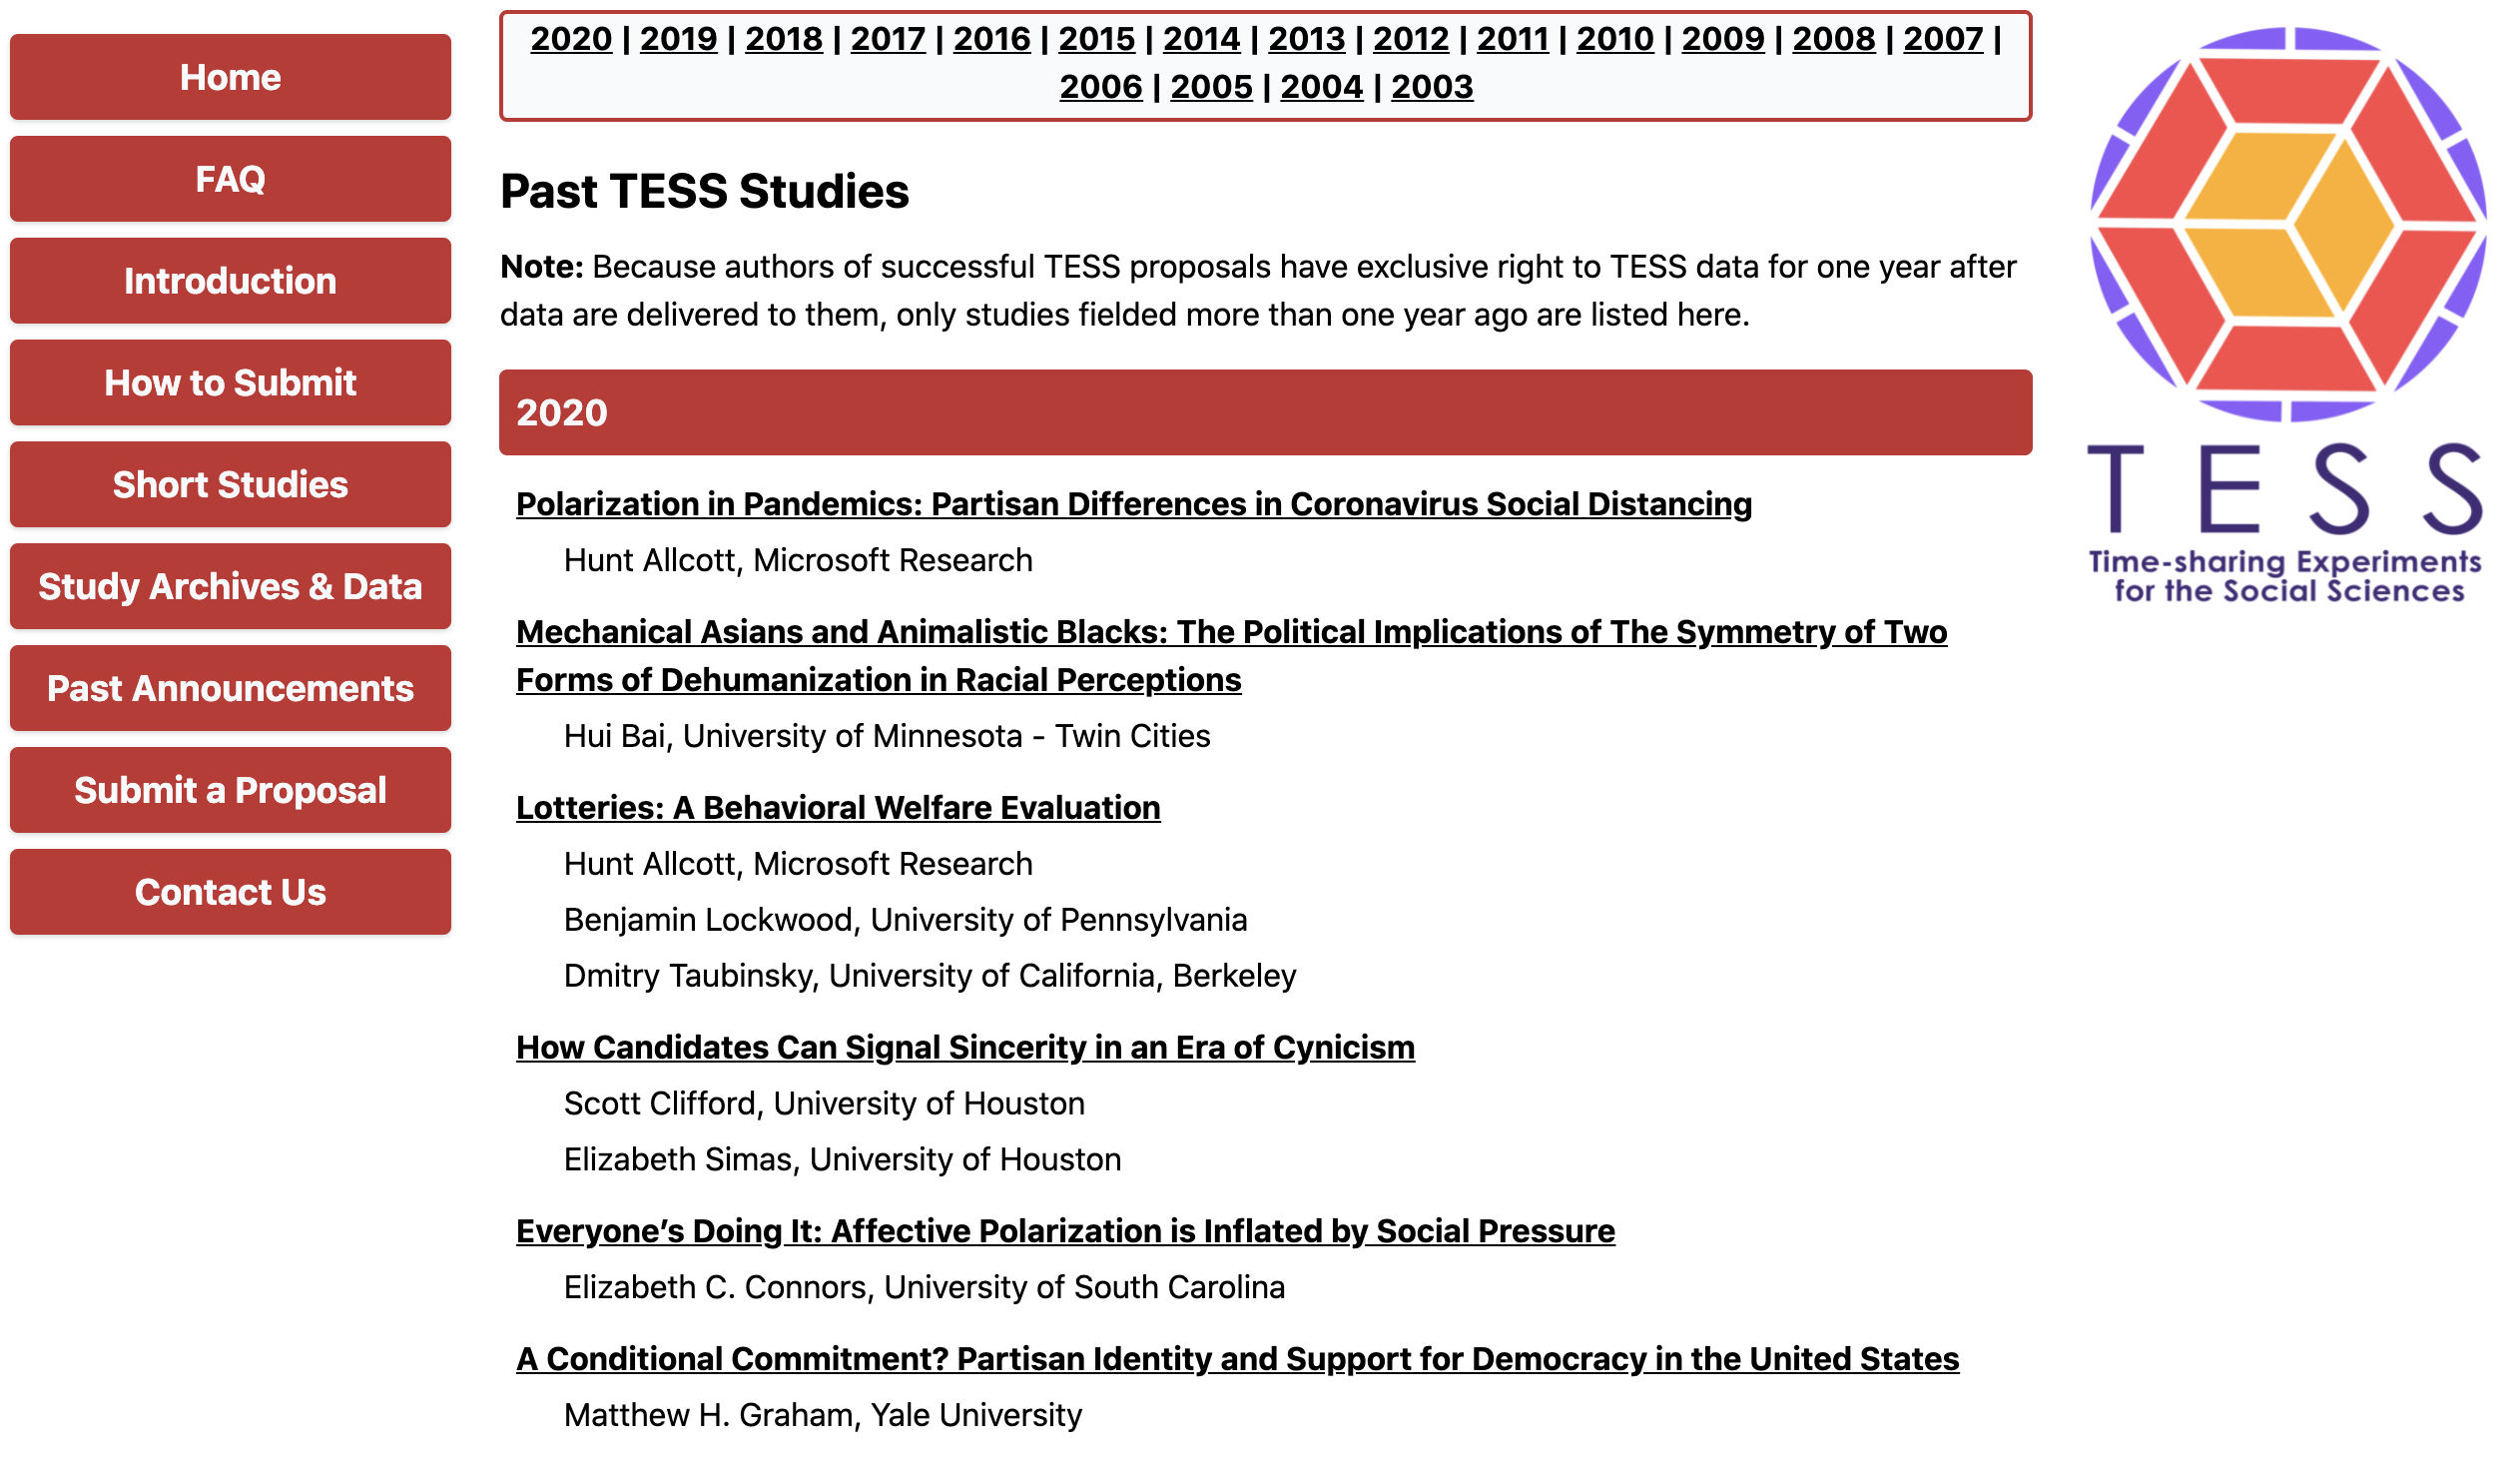 Home
FAQ
Introduction
How to Submit
Short Studies
Study Archives & Data
Past Announcements
Submit a Proposal
Contact Us
2020 | 2019 | 2018 | 2017 | 2016 | 2015 | 2014 | 2013 | 2012 | 2011 | 2010 | 2009 | 2008 | 2007 |
2006 | 2005 | 2004 | 2003
Past TESS Studies
Note: Because authors of successful TESS proposals have exclusive right to TESS data for one year after
data are delivered to them, only studies fielded more than one year ago are listed here.
2020
Polarization in Pandemics: Partisan Differences in Coronavirus Social Distancing
Hunt Allcott, Microsoft Research
Mechanical Asians and Animalistic Blacks: The Political Implications of The Symmetry of Two
Forms of Dehumanization in Racial Perceptions
Hui Bai, University of Minnesota - Twin Cities
Lotteries: A Behavioral Welfare Evaluation
Hunt Allcott, Microsoft Research
Benjamin Lockwood, University of Pennsylvania
Dmitry Taubinsky, University of California, Berkeley
How Candidates Can Signal Sincerity in an Era of Cynicism
Scott Clifford, University of Houston
Elizabeth Simas, University of Houston
Everyone’s Doing It: Affective Polarization is Inflated by Social Pressure
Elizabeth C. Connors, University of South Carolina
A Conditional Commitment? Partisan Identity and Support for Democracy in the United States
Matthew H. Graham, Yale University
TESS
Time-sharing Experiments
for the Social Sciences